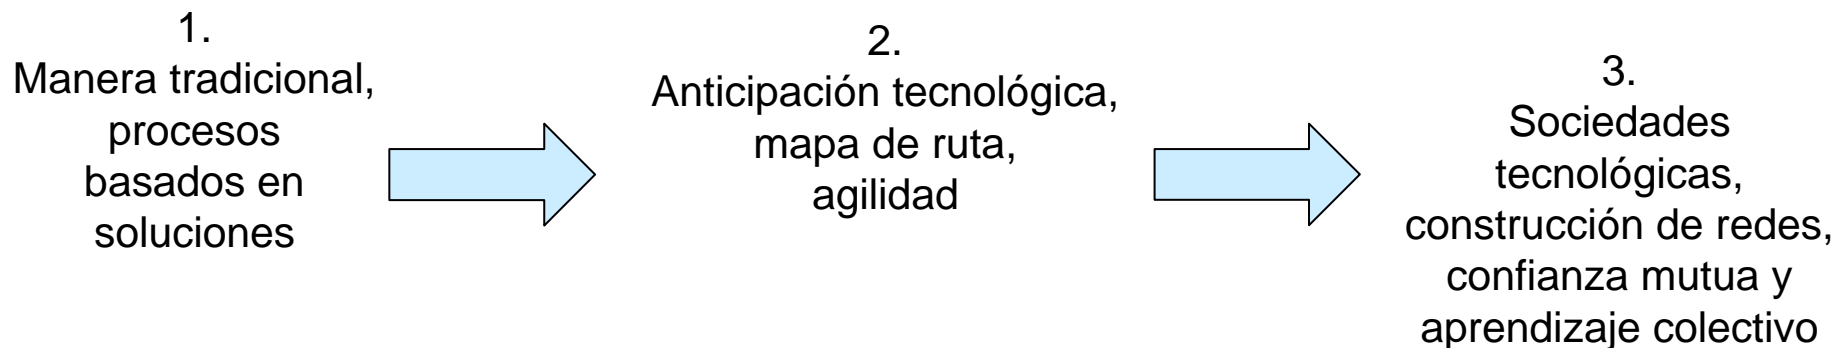 1.
Manera tradicional,
procesos
basados en
soluciones
2.
Anticipación tecnológica,
mapa de ruta,
agilidad
3.
Sociedades
tecnológicas,
construcción de redes,
confianza mutua y
aprendizaje colectivo